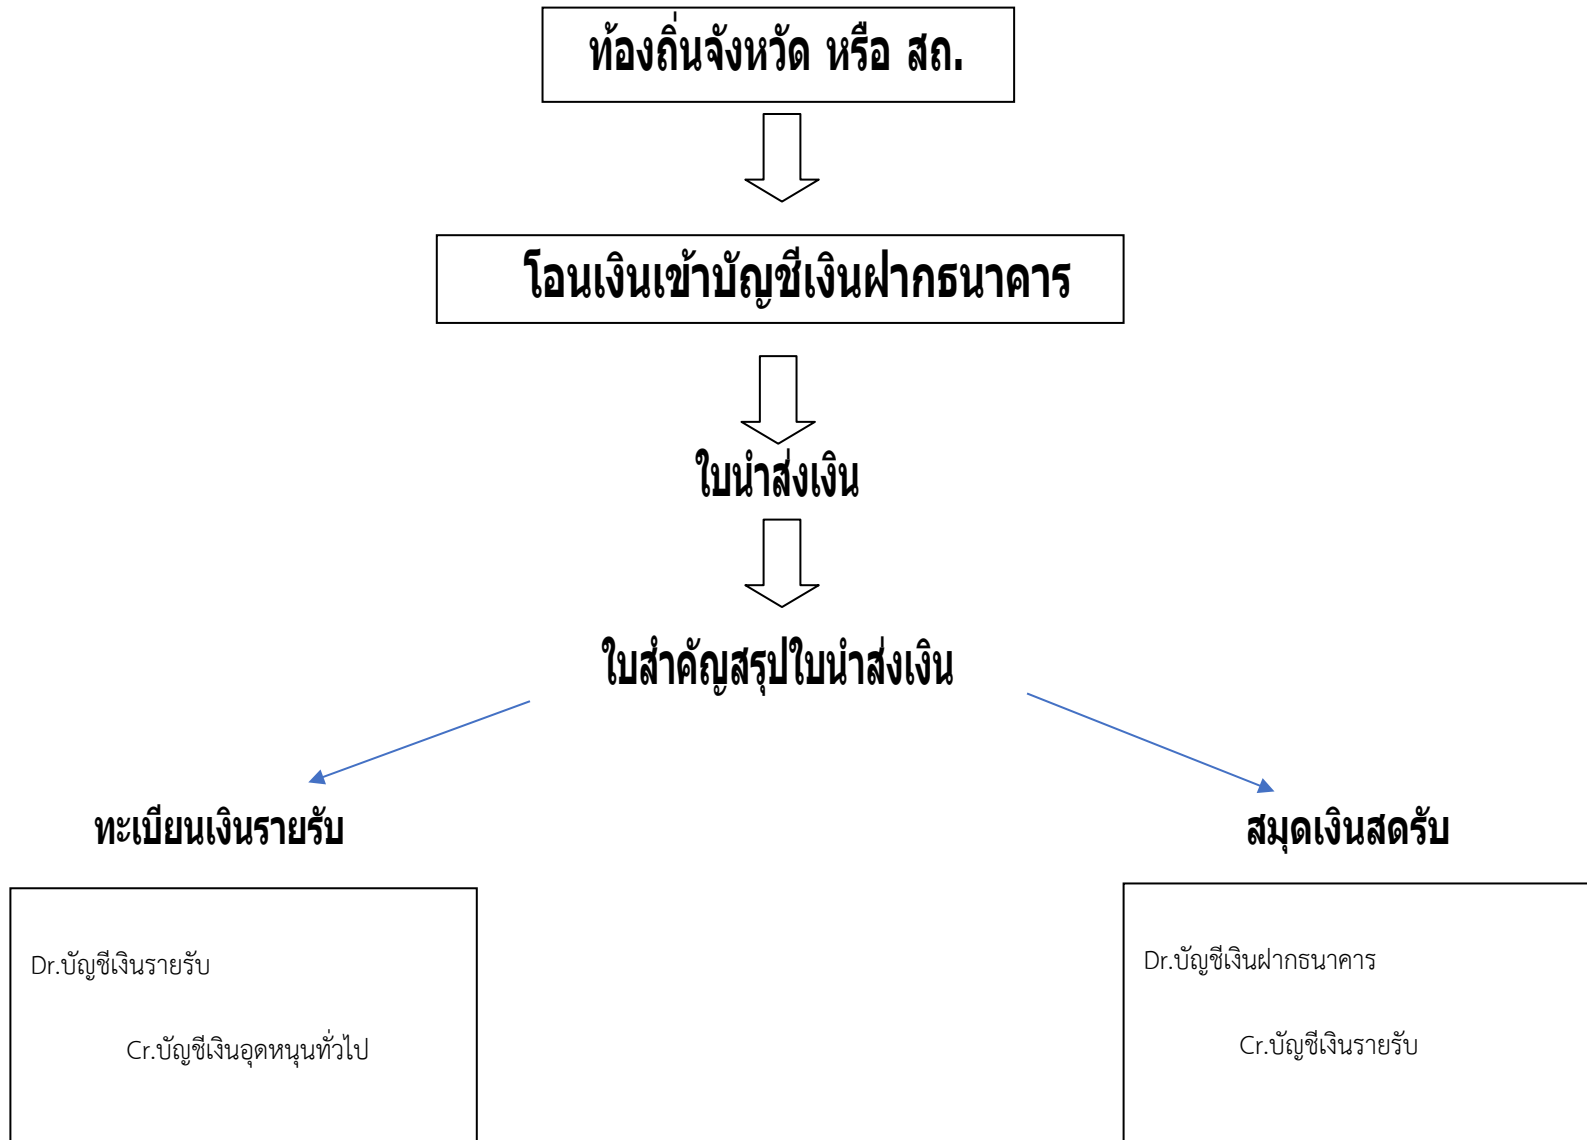 ท้องถิ่นจังหวัด หรือ สถ.
โอนเงินเข้าบัญชีเงินฝากธนาคาร
ใบนำส่งเงิน
ใบสำคัญสรุปใบนำส่งเงิน
ทะเบียนเงินรายรับ
Dr.บัญชีเงินรายรับ
Cr.บัญชีเงินอุดหนุนทั่วไป
สมุดเงินสดรับ
Dr.บัญชีเงินฝากธนาคาร
Cr.บัญชีเงินรายรับ